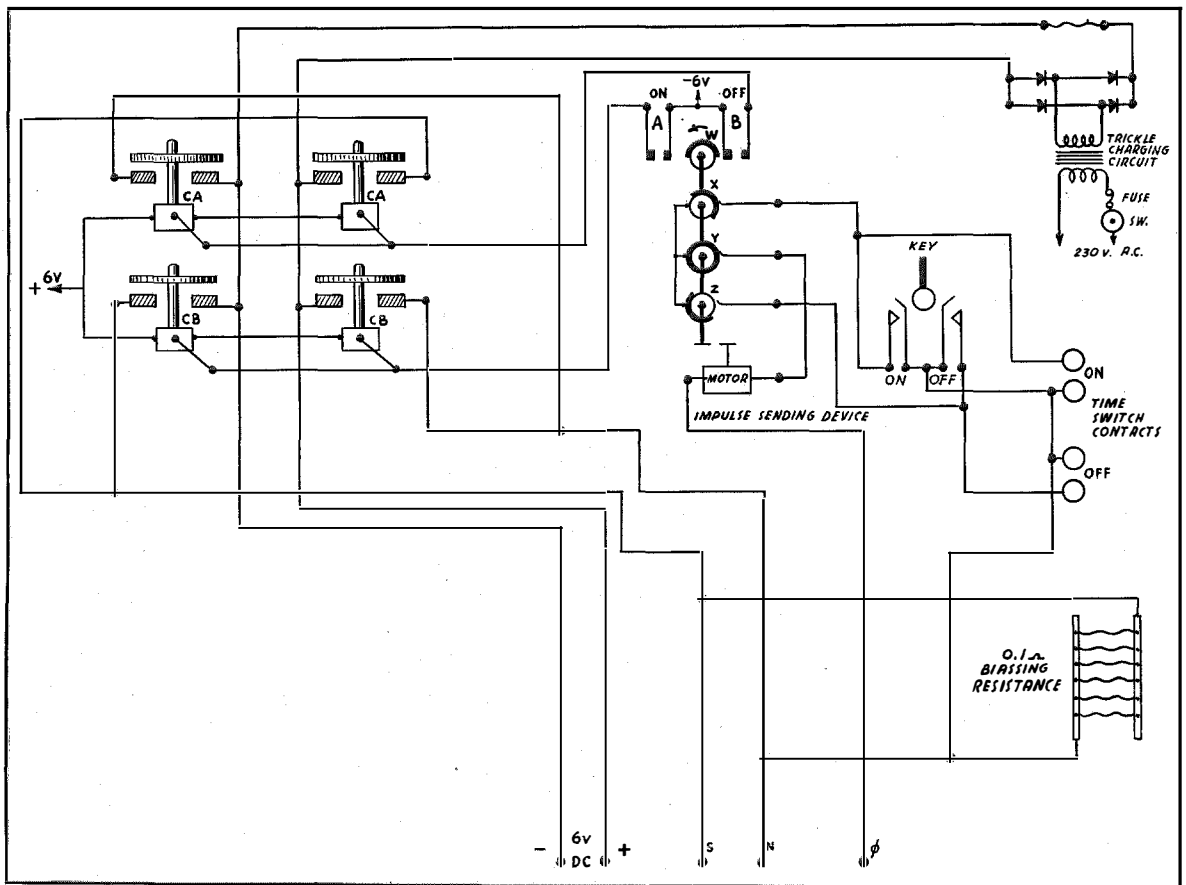 -6v
ON
OFF
A
B
W
X
Y
Z
TRICKLE
CHARGING
CIRCUIT
FUSE
SW.
230 v. A.C.
CA
CA
+ 6V
CB
CB
KEY
ON
OFF
MOTOR
IMPULSE SENDING DEVICE
ON
TIME
SWITCH
CONTACTS
OFF
0.1 Ω
BIASSING
RESISTANCE
6v
- DC +
S
N
ø